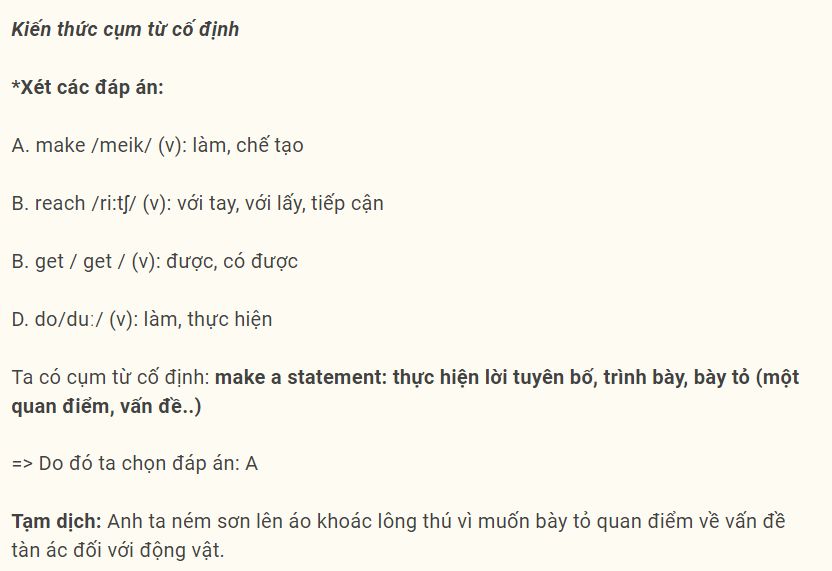 Kiến thức cụm từ cố định
*Xét các đáp án:
A. make /meik/ (v): làm, chế tạo
B. reach /ri:tʃ/ (v): với tay, với lấy, tiếp cận
B. get / get / (v): được, có được
D. do/duː/ (v): làm, thực hiện
Ta có cụm từ cố định: make a statement: thực hiện lời tuyên bố, trình bày, bày tỏ (một
quan điểm, vấn đề..)
=> Do đó ta chọn đáp án: A
Tạm dịch: Anh ta ném sơn lên áo khoác lông thú vì muốn bày tỏ quan điểm về vấn đề
tàn ác đối với động vật.